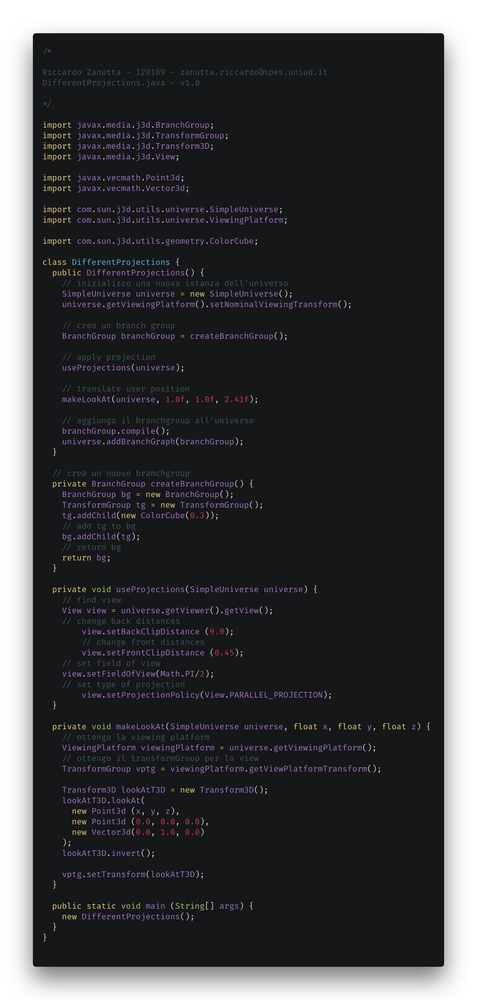 /*
Riccardo Zanutta - 120169 - zanutta.riccardo@spes.uniud.it
DifferentProjections.java - v1.0
*/
import javax.media.j3d.BranchGroup;
import javax.media.j3d.TransformGroup;
import javax.media.j3d.Transform3D;
import javax.media.j3d.View;
import javax.vecmath.Point3d;
import javax.vecmath.Vector3d;
import com.sun.j3d.utils.universe.SimpleUniverse;
import com.sun.j3d.utils.universe.ViewingPlatform;
import com.sun.j3d.utils.geometry.ColorCube;
class DifferentProjections {
  public DifferentProjections() {
    // inizializzo una nuova istanza dell'universo
    SimpleUniverse universe = new SimpleUniverse();
    universe.getViewingPlatform().setNominalViewingTransform();
    // creo un branch group
    BranchGroup branchGroup = createBranchGroup();
    // apply projection
    useProjections(universe);
    // translate user position
    makeLookAt(universe, 1.0f, 1.0f, 2.41f);
    // aggiungo il branchgroup all'universo
    branchGroup.compile();
    universe.addBranchGraph(branchGroup);
  }
  // crea un nuovo branchgroup
  private BranchGroup createBranchGroup() {
    BranchGroup bg = new BranchGroup();
    TransformGroup tg = new TransformGroup();
    tg.addChild(new ColorCube(0.3));
    // add tg to bg
    bg.addChild(tg);
    // return bg
    return bg;
  }
  private void useProjections(SimpleUniverse universe) {
    // find view
    View view = universe.getViewer().getView();
    // change back distances
        view.setBackClipDistance (9.0);
        // change front distances
        view.setFrontClipDistance (0.45);
    // set field of view
    view.setFieldOfView(Math.PI/2);
    // set type of projection
        view.setProjectionPolicy(View.PARALLEL_PROJECTION);
  }
  private void makeLookAt(SimpleUniverse universe, float x, float y, float z) {
    // ottengo la viewing platform
    ViewingPlatform viewingPlatform = universe.getViewingPlatform();
    // ottengo il transformGroup per la view
    TransformGroup vptg = viewingPlatform.getViewPlatformTransform();
    Transform3D lookAtT3D = new Transform3D();
    lookAtT3D.lookAt(
      new Point3d (x, y, z),
      new Point3d (0.0, 0.0, 0.0),
      new Vector3d(0.0, 1.0, 0.0)
    );
    lookAtT3D.invert();
    vptg.setTransform(lookAtT3D);
  }
  public static void main (String[] args) {
    new DifferentProjections();
  }
}